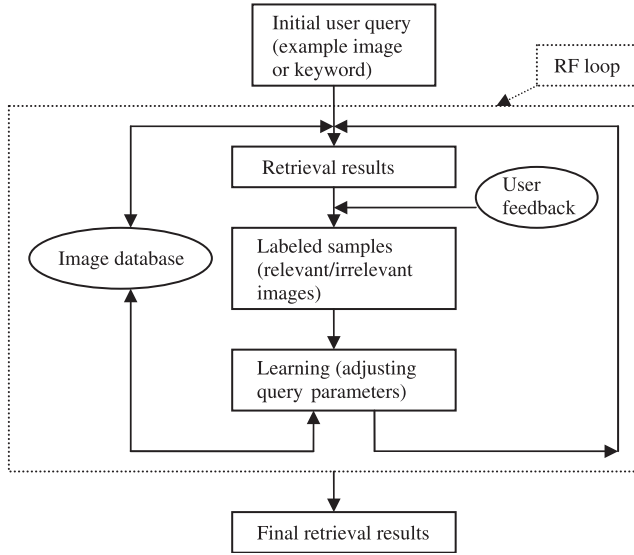 Initial user query
(example image
or keyword)
RF loop
Retrieval results
User
feedback
Image database
Labeled samples
(relevant/irrelevant
images)
Learning (adjusting
query parameters)
Final retrieval results